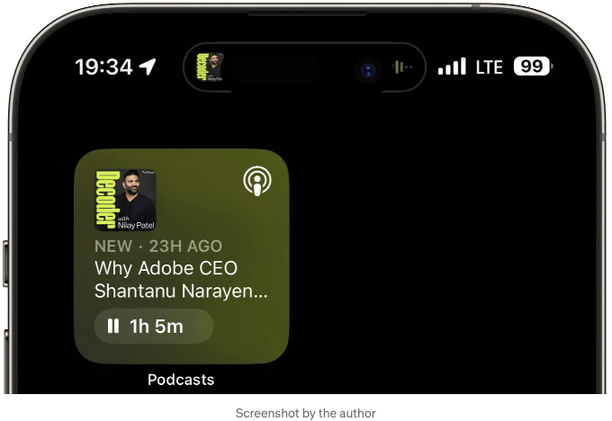 19:34
LTE 99
Decoder
with
Nilay Patel
NEW · 23H AGO
Why Adobe CEO
Shantanu Narayen...
1h 5m
Podcasts
Screenshot by the author